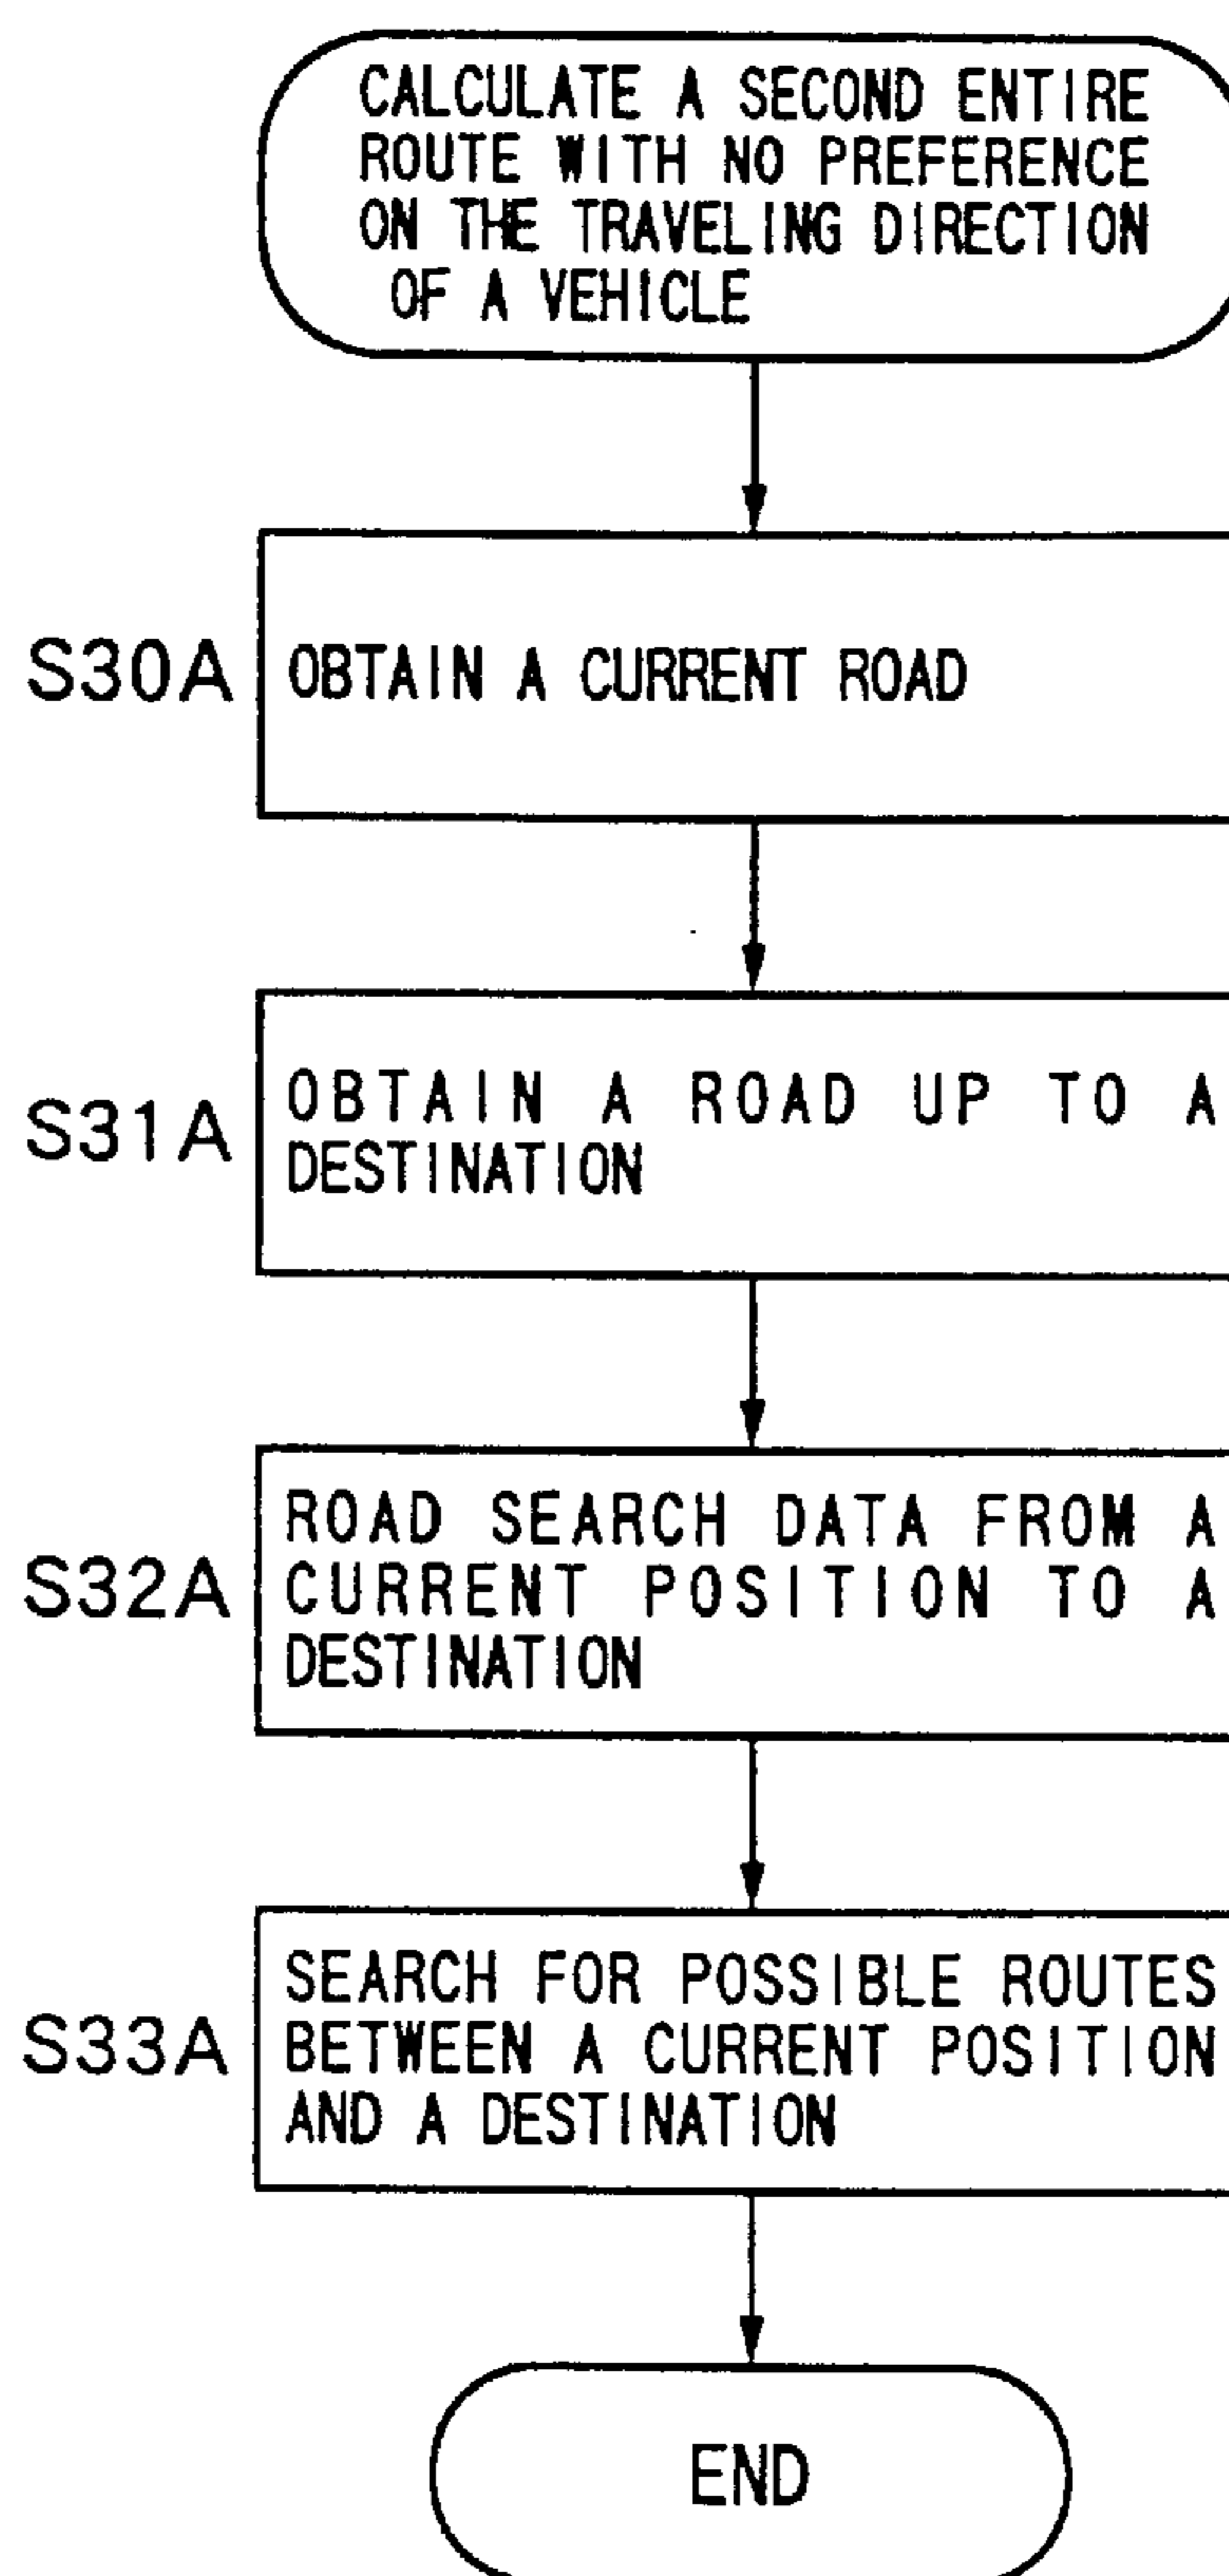 CALCULATE A SECOND ENTIRE
ROUTE WITH NO PREFERENCE
ON THE TRAVELING DIRECTION
OF A VEHICLE
S30A
OBTAIN A CURRENT ROAD
S31A
OBTAIN A ROAD UP TO A
DESTINATION
S32A
ROAD SEARCH DATA FROM A
CURRENT POSITION TO A
DESTINATION
S33A
SEARCH FOR POSSIBLE ROUTES
BETWEEN A CURRENT POSITION
AND A DESTINATION
END